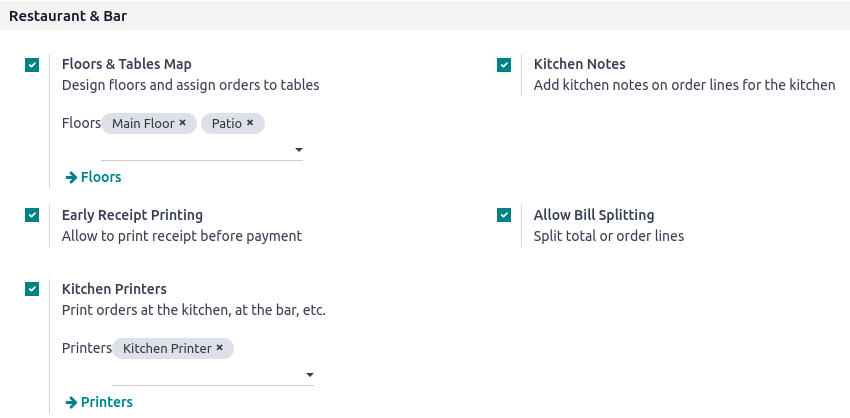 Restaurant & Bar
Floors & Tables Map
Design floors and assign orders to tables
Floors Main Floor × Patio ×
Floors
Kitchen Notes
Add kitchen notes on order lines for the kitchen
Early Receipt Printing
Allow to print receipt before payment
Allow Bill Splitting
Split total or order lines
Kitchen Printers
Print orders at the kitchen, at the bar, etc.
Printers Kitchen Printer ×
Printers